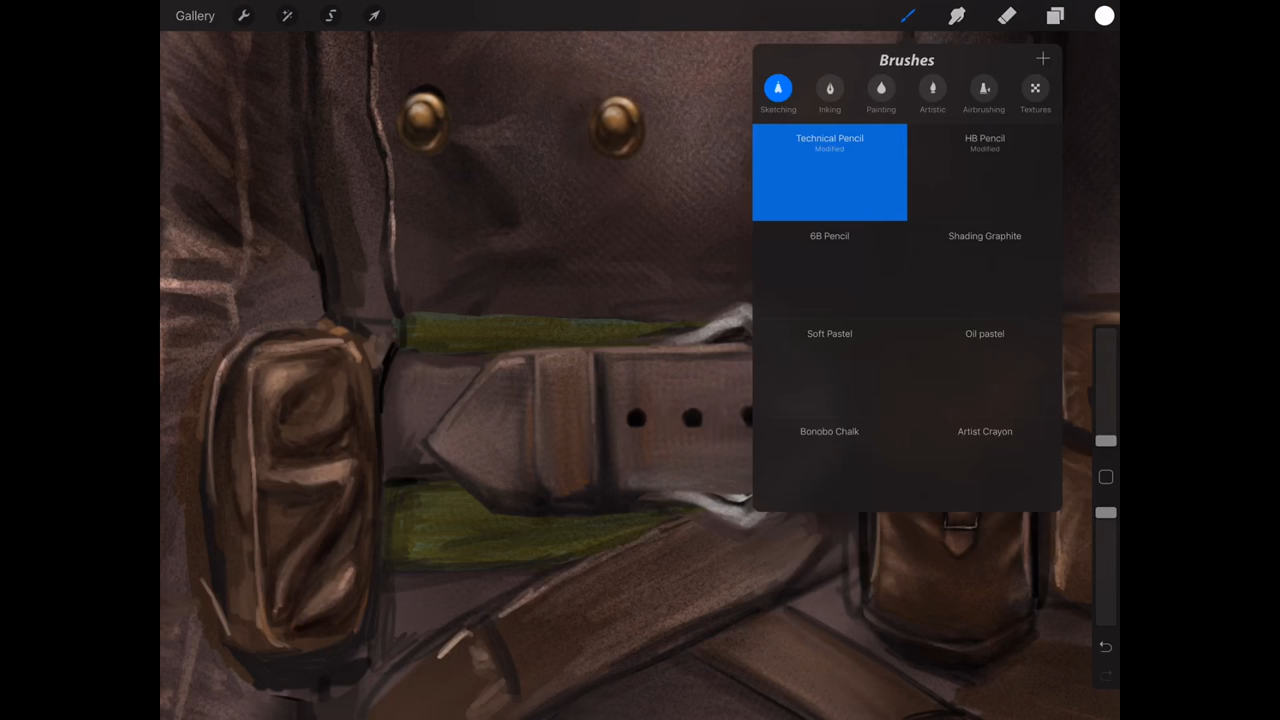 Gallery
Brushes
Sketching Inking Painting Artistic Airbrushing Textures
Technical Pencil HB Pencil
Modified Modified
6B Pencil Shading Graphite
Soft Pastel Oil pastel
Bonobo Chalk Artist Crayon